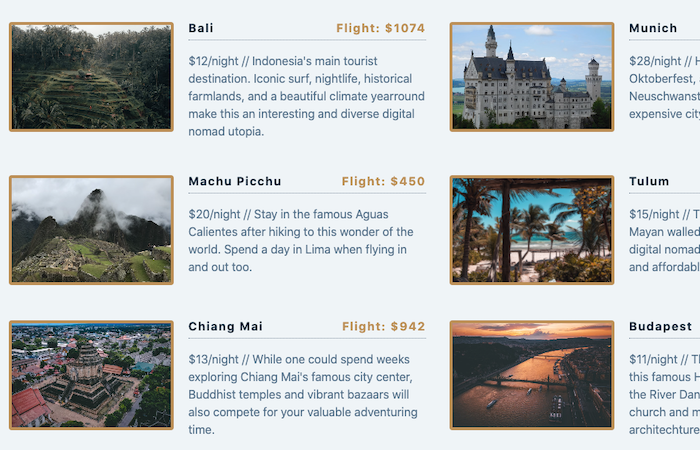 Bali Flight: $1074
$12/night // Indonesia's main tourist
destination. Iconic surf, nightlife, historical
farmlands, and a beautiful climate yearround
make this an interesting and diverse digital
nomad utopia.
Munich
$28/night //
Oktoberfest,
Neuschwanst
expensive city
Machu Picchu Flight: $450
$20/night // Stay in the famous Aguas
Calientes after hiking to this wonder of the
world. Spend a day in Lima when flying in
and out too.
Tulum
$15/night // T
Mayan walled
digital nomad
and affordabl
Chiang Mai Flight: $942
$13/night // While one could spend weeks
exploring Chiang Mai's famous city center,
Buddhist temples and vibrant bazaars will
also compete for your valuable adventuring
time.
Budapest
$11/night // Th
this famous H
the River Dan
church and m
architechture